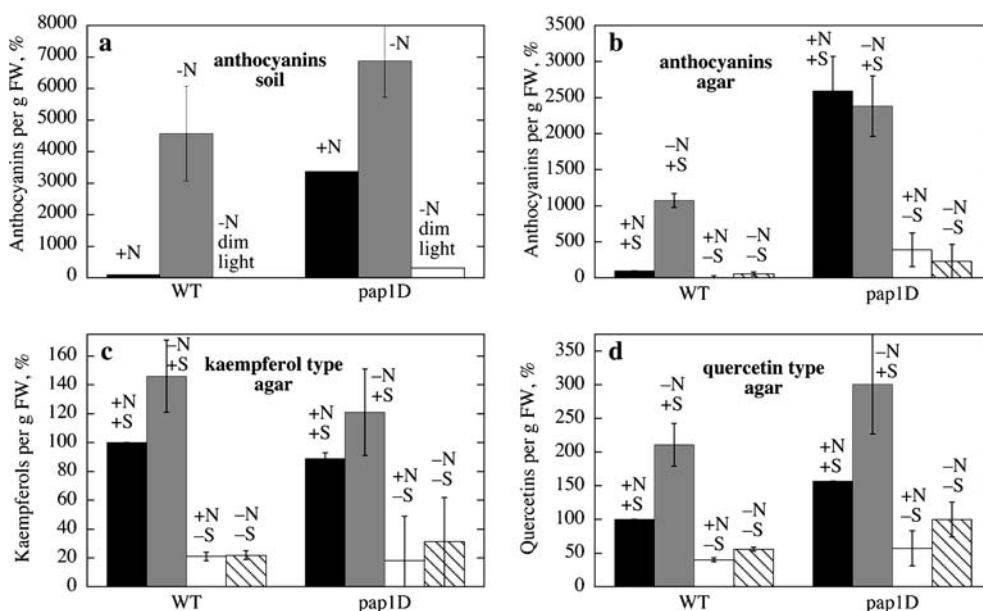 a
anthocyanins
soil
Anthocyanins per g FW, %
8000
7000
6000
5000
4000
3000
2000
1000
0
+N
-N
-N
dim
light
+N
-N
-N
dim
light
WT
pap1D
b
anthocyanins
agar
Anthocyanins per g FW, %
3500
3000
2500
2000
1500
1000
500
0
+N
+S
−N
+S
+N
−S
−N
−S
+N
+S
−N
+S
+N
−S
−N
−S
WT
pap1D
c
kaempferol type
agar
Kaempferols per g FW, %
160
140
120
100
80
60
40
20
0
+N
+S
−N
+S
+N
−S
−N
−S
+N
+S
−N
+S
+N
−S
−N
−S
WT
pap1D
d
quercetin type
agar
Quercetins per g FW, %
350
300
250
200
150
100
50
0
+N
+S
−N
+S
+N
−S
−N
−S
+N
+S
−N
+S
+N
−S
−N
−S
WT
pap1D